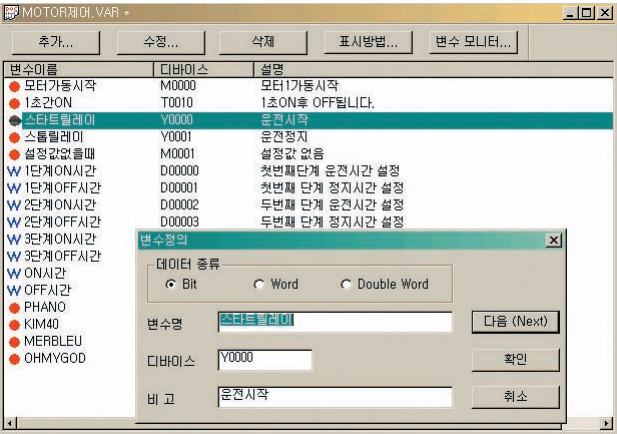 MOTOR제어.VAR *
추가... 수정... 삭제 표시방법... 변수 모니터...
변수이름 디바이스 설명
모터가동시작 M0000 모터1가동시작
1초간ON T0010 1초ON후 OFF됩니다.
스타트릴레이 Y0000 운전시작
스톱릴레이 Y0001 운전정지
설정값없을때 M0001 설정값 없음
W 1단계ON시간 D00000 첫번째단계 운전시간 설정
W 1단계OFF시간 D00001 첫번째 단계 정지시간 설정
W 2단계ON시간 D00002 두번째 단계 운전시간 설정
W 2단계OFF시간 D00003 두번째 단계 정지시간 설정
W 3단계ON시간
W 3단계OFF시간
W ON시간
W OFF시간
PHANO
KIM40
MERBLEU
OHMYGOD
변수정의
데이터 종류
Bit Word Double Word
변수명 스타트릴레이 다음 (Next)
디바이스 Y0000 확인
비 고 운전시작 취소